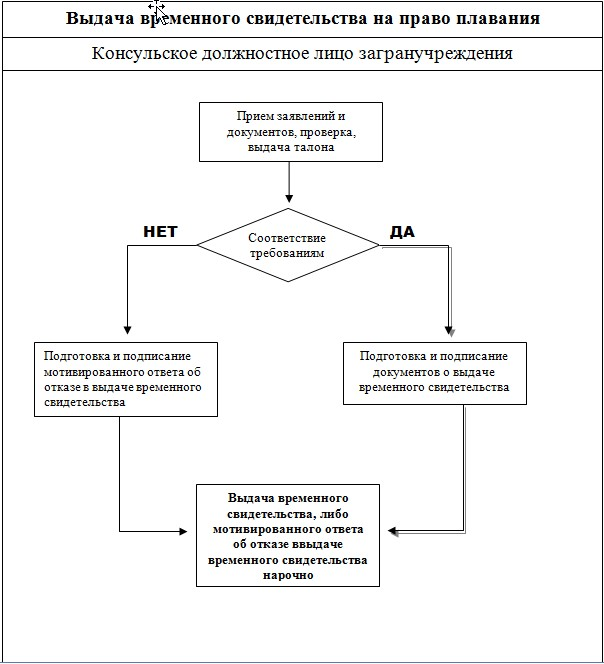 Выдача временного свидетельства на право плавания
Консульское должностное лицо загранучреждения
Прием заявлений и
документов, проверка,
выдача талона
НЕТ
ДА
Соответствие
требованиям
Подготовка и подписание
мотивированного ответа об
отказе в выдаче временного
свидетельства
Подготовка и подписание
документов о выдаче
временного свидетельства
Выдача временного
свидетельства, либо
мотивированного ответа
об отказе ввыдаче
временного свидетельства
нарочно